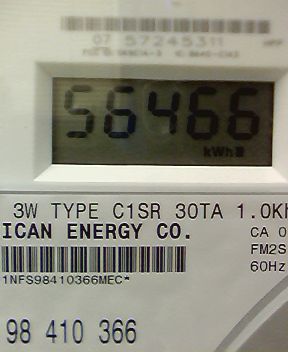 07 57245311
56466
kWh
3W TYPE C1SR 30TA 1.0Kh
ICAN ENERGY CO.
CA 0
FM2S
60Hz
1NFS98410366MEC*
98 410 366